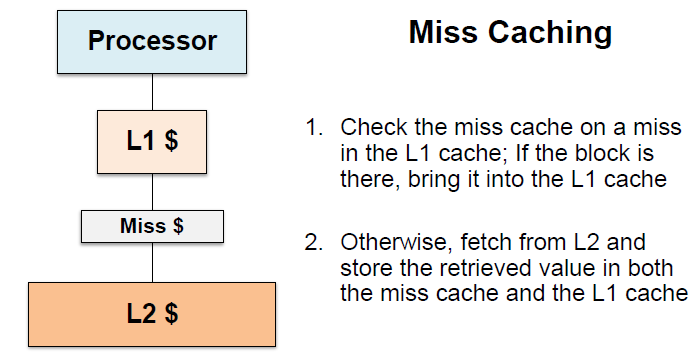 Processor
L1 $
Miss $
L2 $
Miss Caching
1. Check the miss cache on a miss
in the L1 cache; If the block is
there, bring it into the L1 cache
2. Otherwise, fetch from L2 and
store the retrieved value in both
the miss cache and the L1 cache